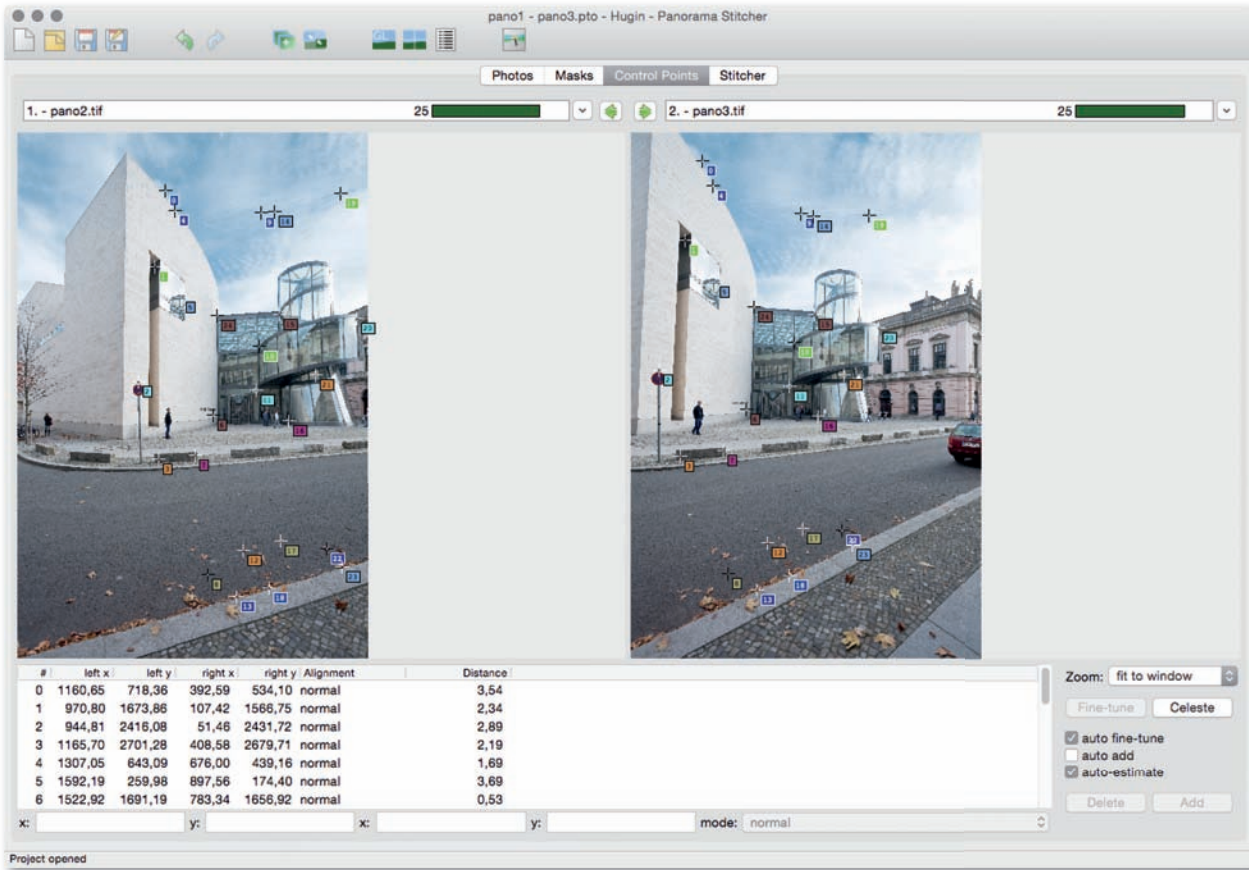 pano1 - pano3.pto - Hugin - Panorama Stitcher
Photos Masks Control Points Stitcher
1. - pano2.tif 25 2. - pano3.tif 25
# left x left y right x right y Alignment Distance
0 1160,65 718,36 392,59 534,10 normal 3,54
1 970,80 1673,86 107,42 1566,75 normal 2,34
2 944,81 2416,08 51,46 2431,72 normal 2,89
3 1165,70 2701,28 408,58 2679,71 normal 2,19
4 1307,05 643,09 676,00 439,16 normal 1,69
5 1592,19 259,98 897,56 174,40 normal 3,69
6 1522,92 1691,19 783,34 1656,92 normal 0,53
Zoom: fit to window
Fine-tune Celeste
auto fine-tune
auto add
auto-estimate
Delete Add
x: y: x: y: mode: normal
Project opened